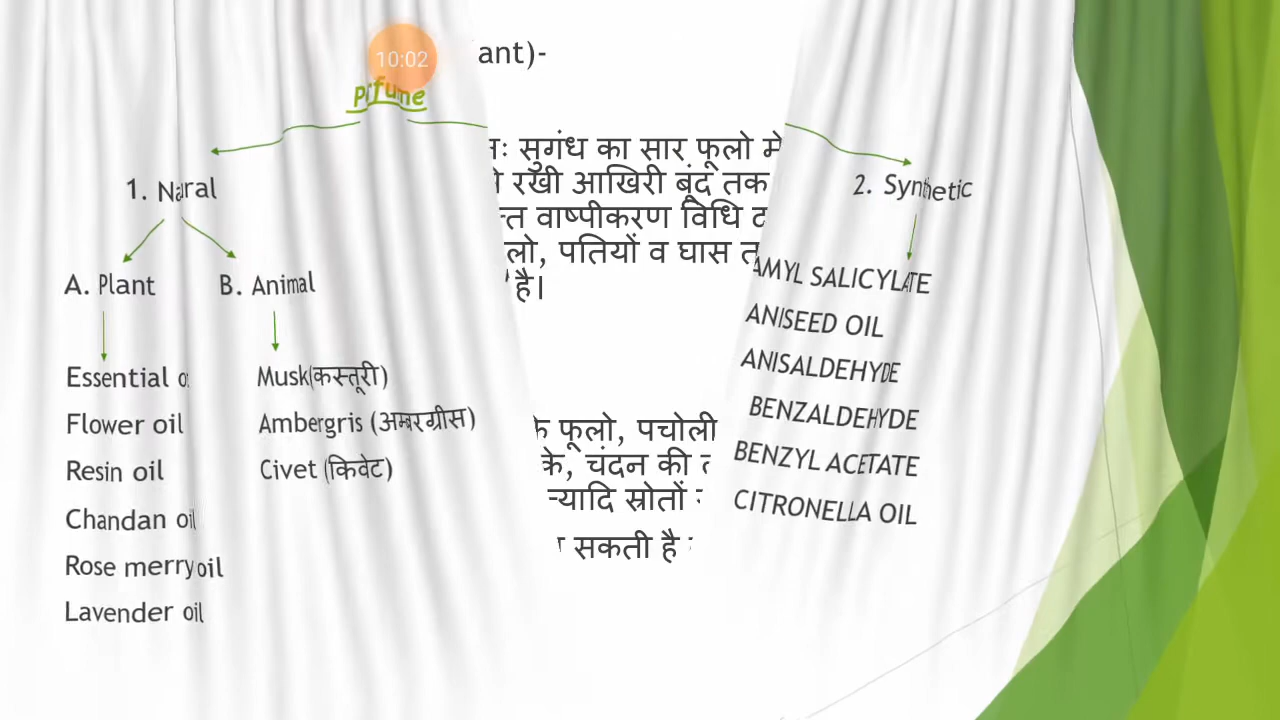 ant)-
10:02
सुगंध का सार फूलो मे
रखी आखिरी बूंद तक
वाष्पीकरण विधि
पतियों व घास
है।
1.
2. Synthetic
A. Plant
B. Animal
AMYL SALICYLATE
ANISEED OIL
ANISALDEHYDE
BENZALDEHYDE
BENZYL ACETATE
CITRONELLA OIL
Essential
Flower oil
Resin oil
Chandan oil
Rose merry oil
Lavender oil
Musk(कस्तूरी)
Ambergris (अम्बरग्रीस)
Civet (किवेट)
फूलो, पचोली
चंदन की
स्रोतों
सकती है